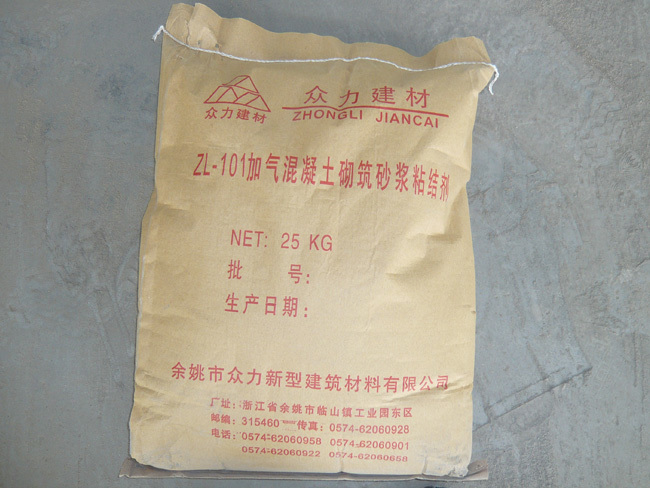 众力建材
众力建材
ZHONGLI JIANCAI
ZL-101加气混凝土砌筑砂浆粘结剂
NET: 25 KG
批 号:
生产日期:
余姚市众力新型建筑材料有限公司
厂址: 浙江省余姚市临山镇工业园东区
邮编: 315460 传真: 0574-62060928
电话: 0574-62060958 0574-62060901
0574-62060922 0574-62060658